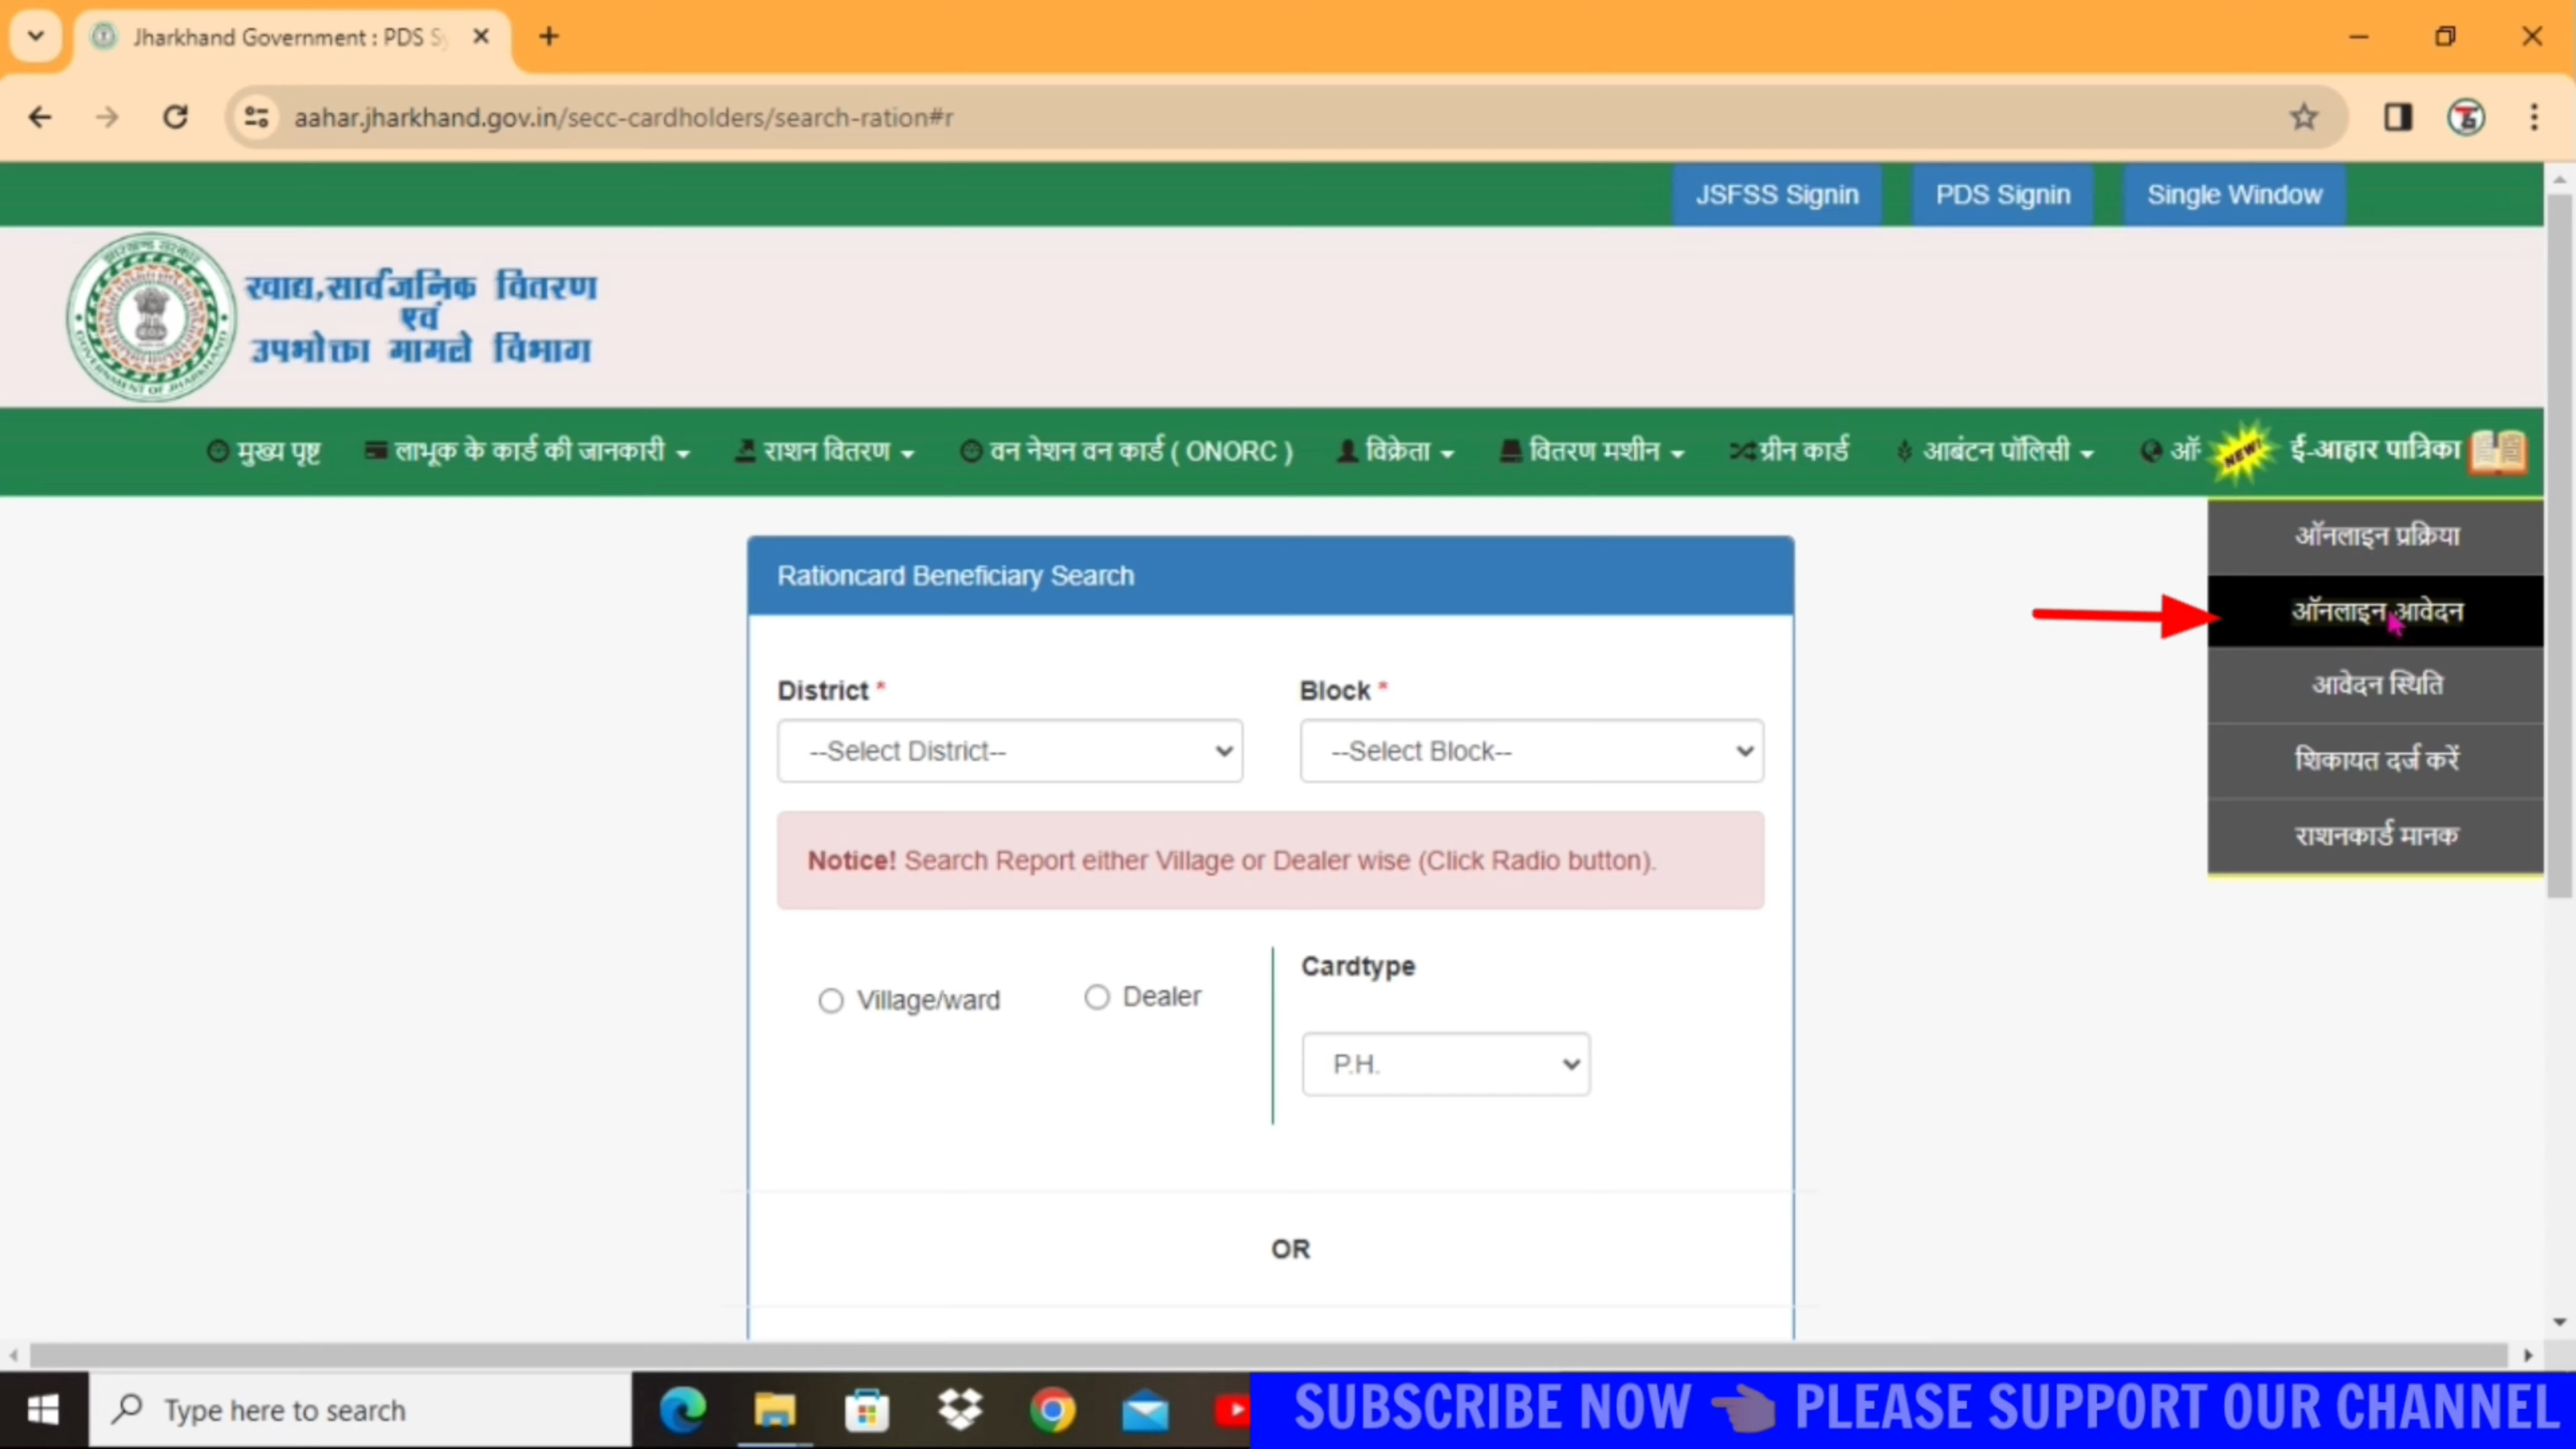 Jharkhand Government : PDS Sy
aahar.jharkhand.gov.in/secc-cardholders/search-ration#r
JSFSS Signin PDS Signin Single Window
खाद्य,सार्वजनिक वितरण
एवं
उपभोक्ता मामले विभाग
GOVERNMENT OF JHARKHAND
मुख्य पृष्ट लाभूक के कार्ड की जानकारी राशन वितरण वन नेशन वन कार्ड ( ONORC ) विक्रेता वितरण मशीन ग्रीन कार्ड आबंटन पॉलिसी ऑ NEW! ई-आहार पात्रिका
ऑनलाइन प्रक्रिया
ऑनलाइन आवेदन
आवेदन स्थिति
शिकायत दर्ज करें
राशनकार्ड मानक
Rationcard Beneficiary Search
District * Block *
--Select District-- --Select Block--
Notice! Search Report either Village or Dealer wise (Click Radio button).
Village/ward Dealer
Cardtype
P.H.
OR
Type here to search
SUBSCRIBE NOW PLEASE SUPPORT OUR CHANNEL